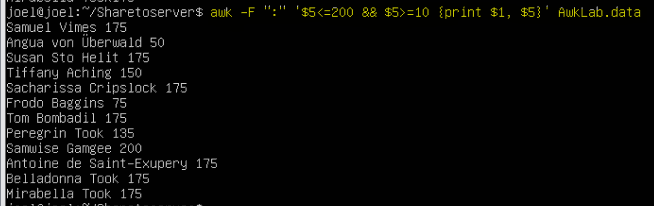 joel@joel:~/Sharetoserver$ awk -F ":" '$5<=200 && $5>=10 {print $1, $5}' AwkLab.data
Samuel Vimes 175
Angua von Überwald 50
Susan Sto Helit 175
Tiffany Aching 150
Sacharissa Cripslock 175
Frodo Baggins 75
Tom Bombadil 175
Peregrin Took 135
Samwise Gamgee 200
Antoine de Saint-Exupery 175
Belladonna Took 175
Mirabella Took 175